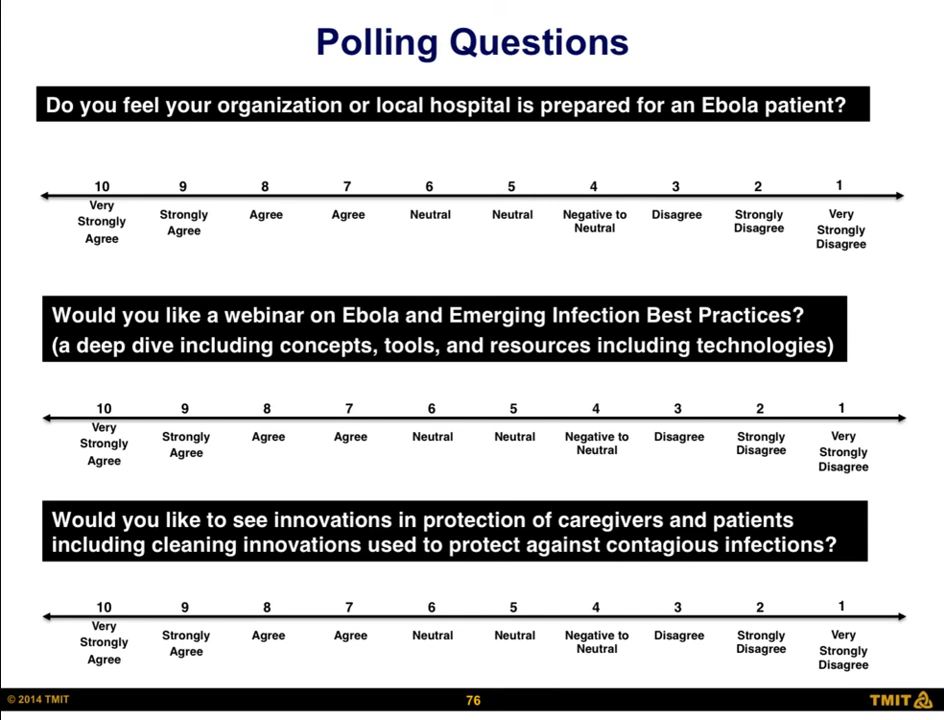 Polling Questions
Do you feel your organization or local hospital is prepared for an Ebola patient?
10 9 8 7 6 5 4 3 2 1
Very Strongly Agree
Strongly Agree
Agree
Agree
Neutral
Neutral
Negative to Neutral
Disagree
Strongly Disagree
Very Strongly Disagree
Would you like a webinar on Ebola and Emerging Infection Best Practices?
(a deep dive including concepts, tools, and resources including technologies)
10 9 8 7 6 5 4 3 2 1
Very Strongly Agree
Strongly Agree
Agree
Agree
Neutral
Neutral
Negative to Neutral
Disagree
Strongly Disagree
Very Strongly Disagree
Would you like to see innovations in protection of caregivers and patients
including cleaning innovations used to protect against contagious infections?
10 9 8 7 6 5 4 3 2 1
Very Strongly Agree
Strongly Agree
Agree
Agree
Neutral
Neutral
Negative to Neutral
Disagree
Strongly Disagree
Very Strongly Disagree
© 2014 TMIT
76
TMIT